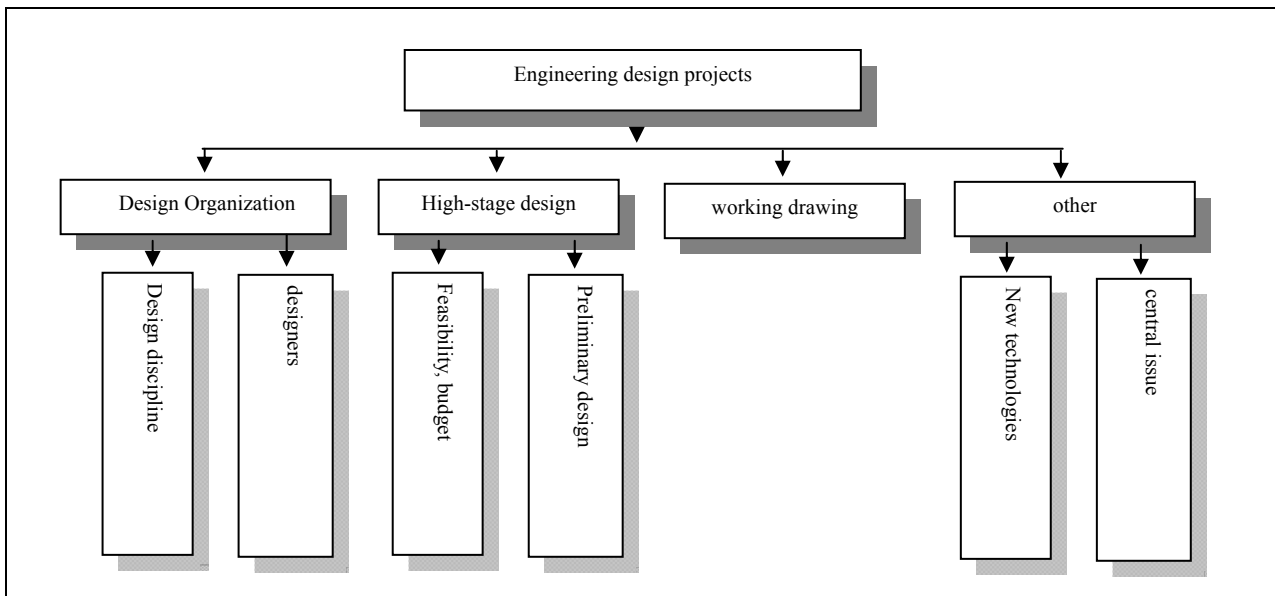 Engineering design projects
Design Organization
High-stage design
working drawing
other
Design discipline
designers
Feasibility, budget
Preliminary design
New technologies
central issue